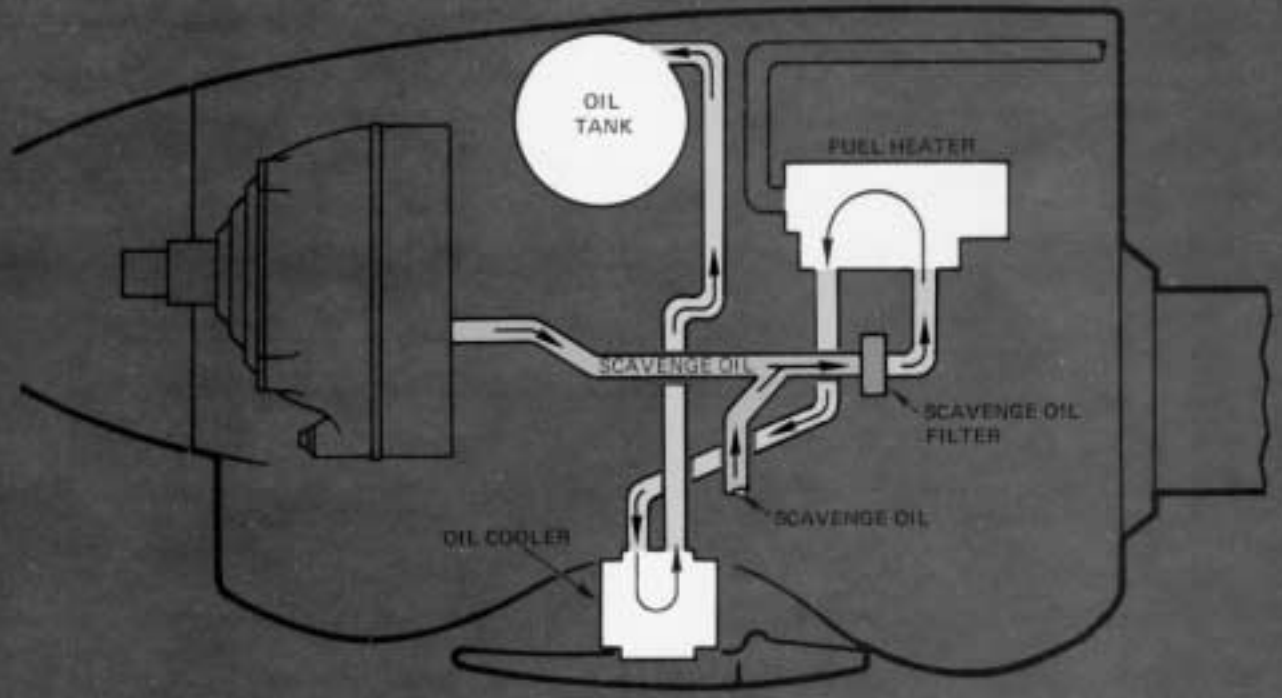 OIL
TANK
FUEL HEATER
SCAVENGE OIL
SCAVENGE OIL
FILTER
SCAVENGE OIL
OIL COOLER